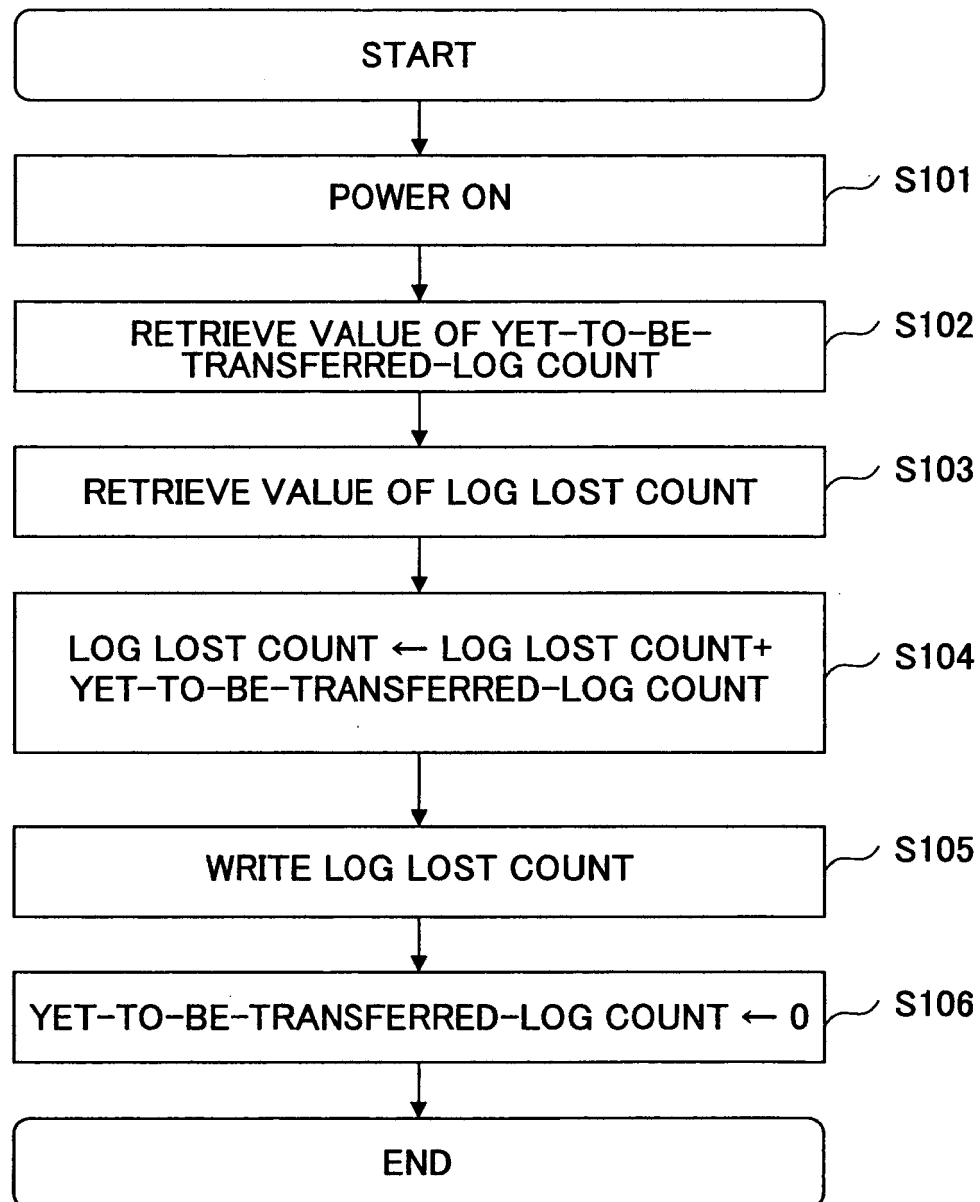 START
POWER ON
S101
RETRIEVE VALUE OF YET-TO-BE-
TRANSFERRED-LOG COUNT
S102
RETRIEVE VALUE OF LOG LOST COUNT
S103
LOG LOST COUNT ← LOG LOST COUNT+
YET-TO-BE-TRANSFERRED-LOG COUNT
S104
WRITE LOG LOST COUNT
S105
YET-TO-BE-TRANSFERRED-LOG COUNT ← 0
S106
END